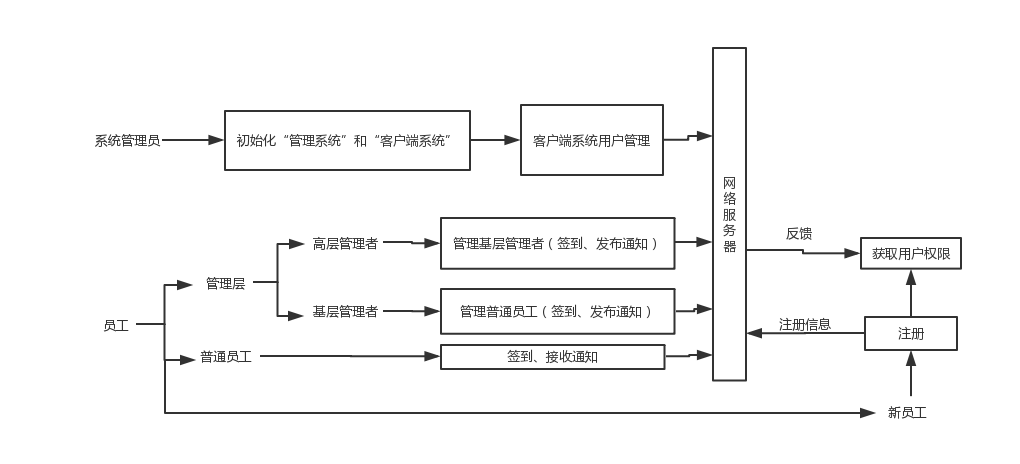 系统管理员
初始化“管理系统”和“客户端系统”
客户端系统用户管理
网络服务器
高层管理者
管理基层管理者（签到、发布通知）
反馈
获取用户权限
管理层
基层管理者
管理普通员工（签到、发布通知）
员工
注册信息
注册
普通员工
签到、接收通知
新员工